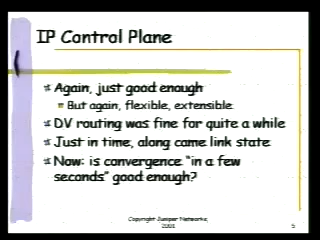 IP Control Plane
Again, just good enough
But again, flexible, extensible
DV routing was fine for quite a while
Just in time, along came link state
Now: is convergence "in a few
seconds" good enough?
Copyright Juniper Networks,
2001
5